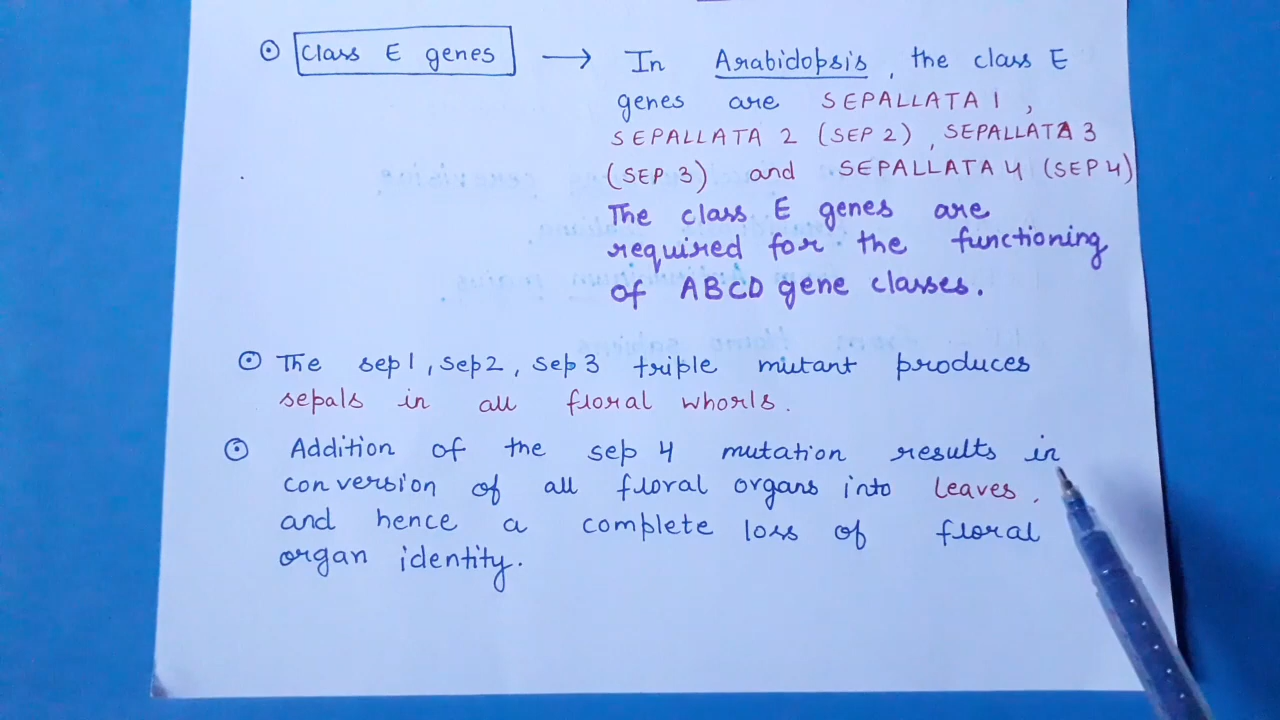 Class E genes → In Arabidopsis, the class E
genes are SEPALLATA 1,
SEPALLATA 2 (SEP 2), SEPALLATA 3
(SEP 3) and SEPALLATA 4 (SEP 4)
The class E genes are
required for the functioning
of ABCD gene classes.
The sep1, sep2, sep3 triple mutant produces
sepals in all floral whorls.
Addition of the sep 4 mutation results in
conversion of all floral organs into leaves,
and hence a complete loss of floral
organ identity.